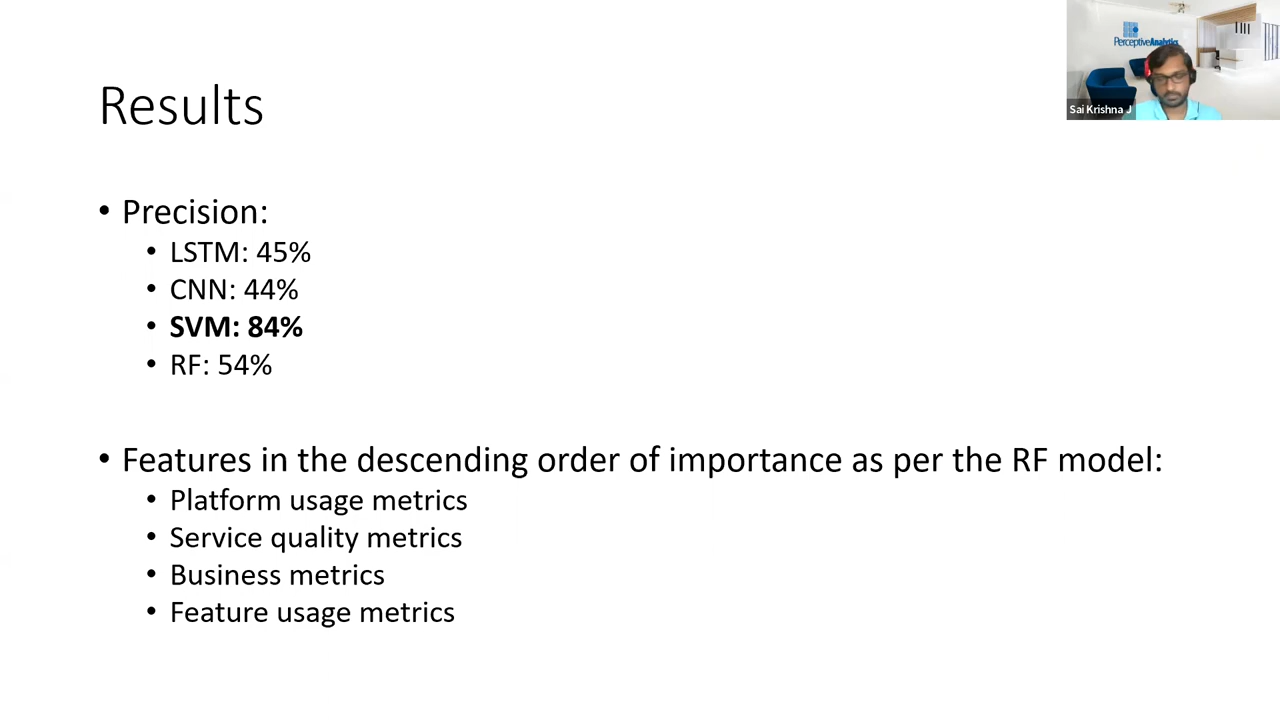 PerceptiveAnalytics
Sai Krishna J
Results
• Precision:
• LSTM: 45%
• CNN: 44%
• SVM: 84%
• RF: 54%
• Features in the descending order of importance as per the RF model:
• Platform usage metrics
• Service quality metrics
• Business metrics
• Feature usage metrics